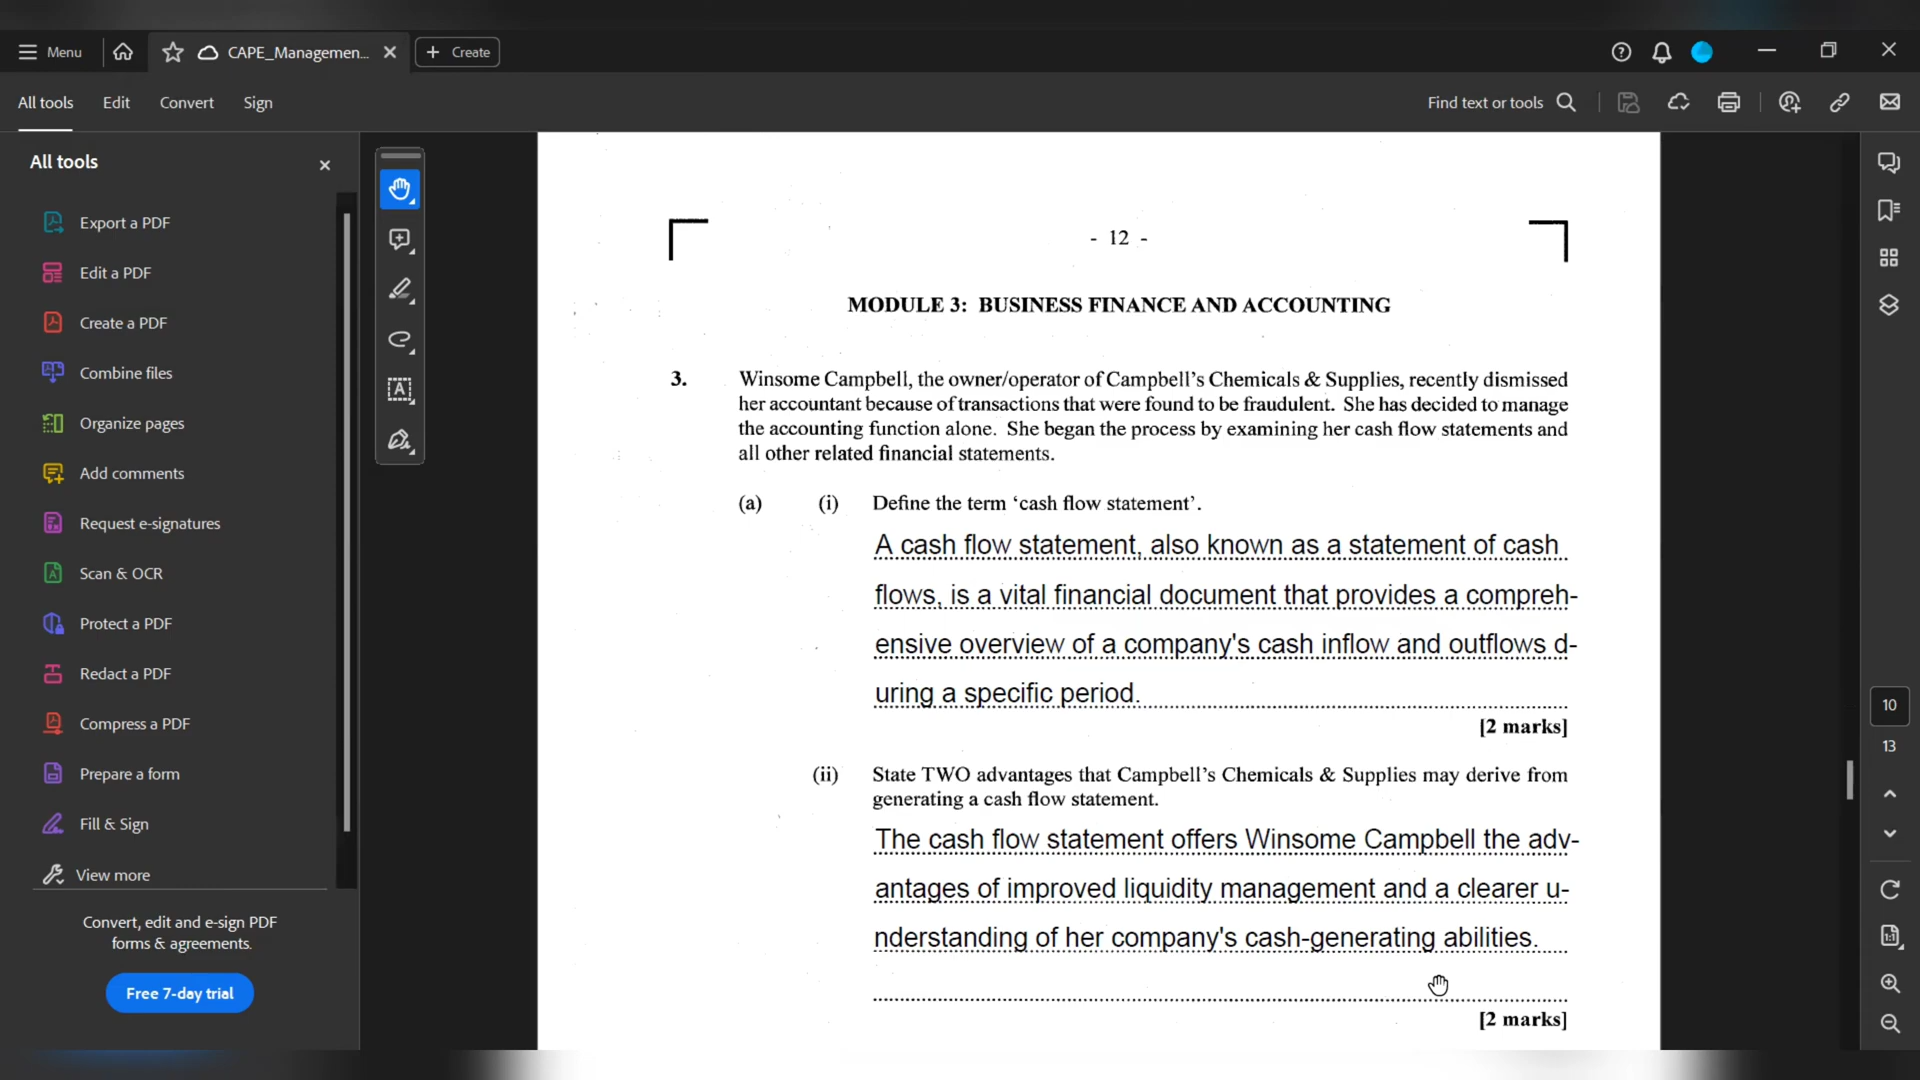 Menu
CAPE_Managemen...
Create
All tools
Edit
Convert
Sign
Find text or tools
All tools
Export a PDF
Edit a PDF
Create a PDF
Combine files
Organize pages
Add comments
Request e-signatures
Scan & OCR
Protect a PDF
Redact a PDF
Compress a PDF
Prepare a form
Fill & Sign
View more
Convert, edit and e-sign PDF
forms & agreements.
Free 7-day trial
- 12 -
MODULE 3: BUSINESS FINANCE AND ACCOUNTING
3. Winsome Campbell, the owner/operator of Campbell's Chemicals & Supplies, recently dismissed
her accountant because of transactions that were found to be fraudulent. She has decided to manage
the accounting function alone. She began the process by examining her cash flow statements and
all other related financial statements.
(a) (i) Define the term ‘cash flow statement’.
A cash flow statement, also known as a statement of cash
flows, is a vital financial document that provides a compreh-
ensive overview of a company's cash inflow and outflows d-
uring a specific period.
[2 marks]
(ii) State TWO advantages that Campbell's Chemicals & Supplies may derive from
generating a cash flow statement.
The cash flow statement offers Winsome Campbell the adv-
antages of improved liquidity management and a clearer u-
nderstanding of her company's cash-generating abilities.
[2 marks]
10
13
1:1